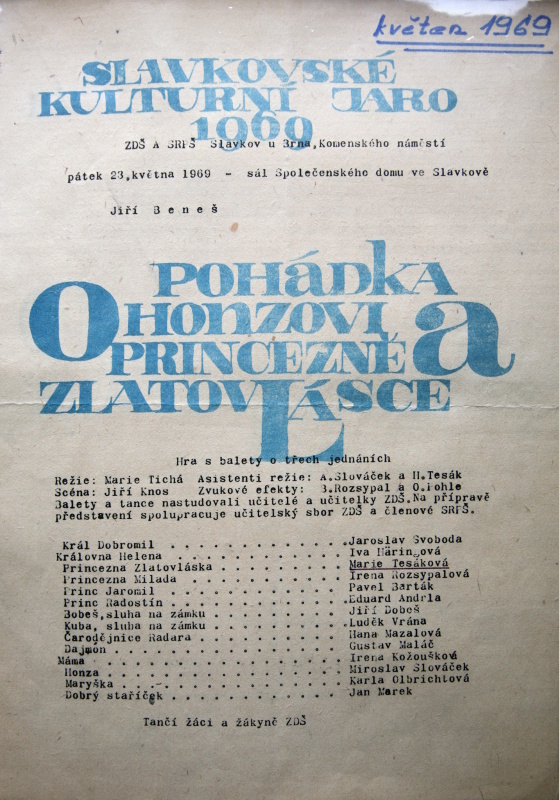 květen 1969
SLAVKOVSKÉ
KULTURNÍ JARO
1969
ZDŠ A SRPŠ Slavkov u Brna,Komenského náměstí
pátek 23.května 1969 - sál Společenského domu ve Slavkově
Jiří B e n e š
POHÁDKA
O HONZOVI A
PRINCEZNĚ
ZLATOVLÁSCE
Hra s balety o třech jednáních
Režie: Marie Tichá Asistenti režie: A.Slováček a H.Tesák
Scéna: Jiří Knos Zvukové efekty: B.Rozsypal a O.Pohle
Balety a tance nastudovali učitelé a učitelky ZDŠ.Na přípravě
představení spolupracuje učitelský sbor ZDŠ a členové SRPŠ.
Král Dobromil . . . . . . . . . . . . . . Jaroslav Svoboda
Královna Helena . . . . . . . . . . . . . Iva Häringová
Princezna Zlatovláska . . . . . . . . . . Marie Tesáková
Princezna Milada . . . . . . . . . . . . . Irena Rozsypalová
Princ Jaromil . . . . . . . . . . . . . . Pavel Barták
Princ Radostín . . . . . . . . . . . . . . Eduard Andrla
Bobeš,sluha na zámku . . . . . . . . . . . Jiří Dobeš
Kuba, sluha na zámku . . . . . . . . . . . Luděk Vrána
Čarodějnice Radara . . . . . . . . . . . . Hana Mazalová
Dajmón . . . . . . . . . . . . . . . . . . Gustav Maláč
Máma . . . . . . . . . . . . . . . . . . . Irena Kožoušková
Honza . . . . . . . . . . . . . . . . . . Miroslav Slováček
Maryška . . . . . . . . . . . . . . . . . Karla Olbrichtová
Dobrý staříček . . . . . . . . . . . . . . Jan Marek
Tančí žáci a žákyně ZDŠ